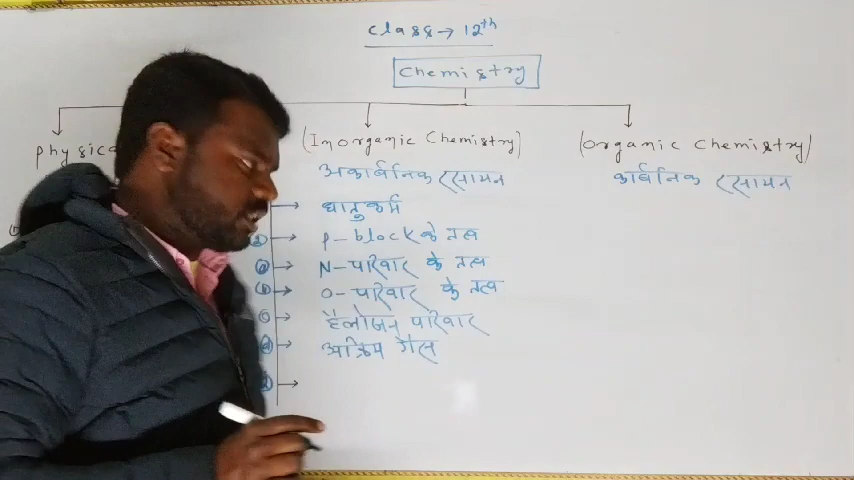 Class → 12th
Chemistry
Physica
(Inorganic Chemistry)
(Organic Chemistry)
अकार्बनिक रसायन
कार्बनिक रसायन
धातुकर्म
② → p-block के तत्व
ⓐ → N-परिवार के तत्व
ⓑ → O-परिवार के तत्व
ⓒ → हैलोजन परिवार
ⓓ → अक्रिय गैस